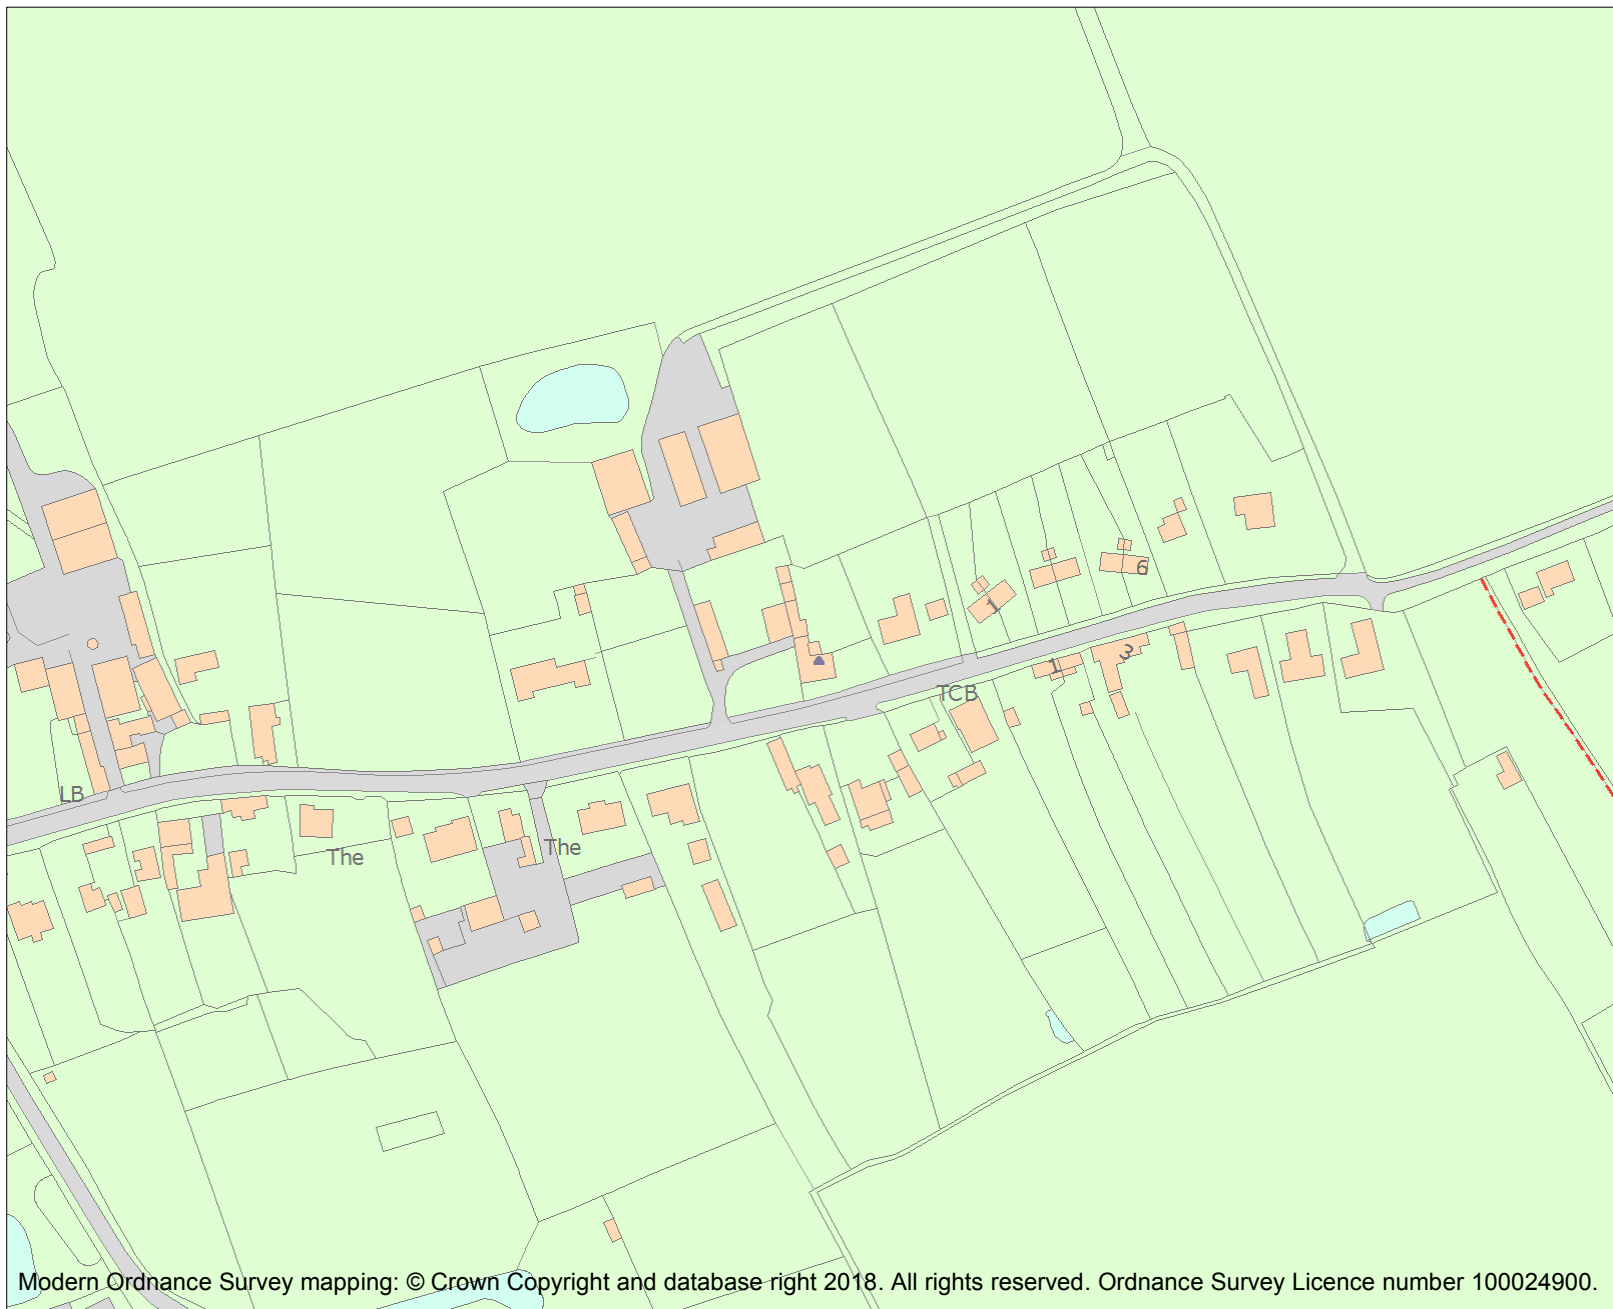 6
1
3
1
TCB
LB
The
The
Modern Ordnance Survey mapping: © Crown Copyright and database right 2018. All rights reserved. Ordnance Survey Licence number 100024900.